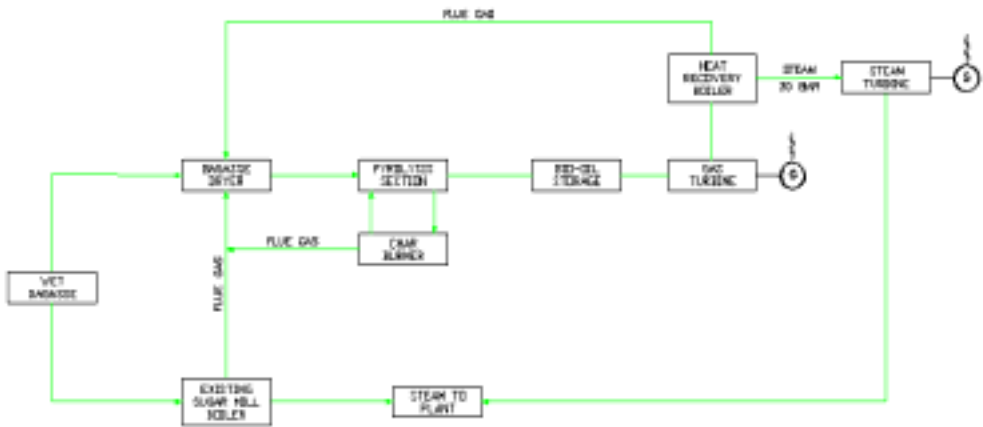 FLUE GAS
HEAT
RECOVERY
BOILER
STEAM
20 BAR
STEAM
TURBINE
G
BAGASSE
DRYER
PYROLYSIS
SECTION
BIO-OIL
STORAGE
GAS
TURBINE
G
FLUE GAS
CHAR
BURNER
FLUE GAS
WET
BAGASSE
EXISTING
SUGAR MILL
BOILER
STEAM TO
PLANT